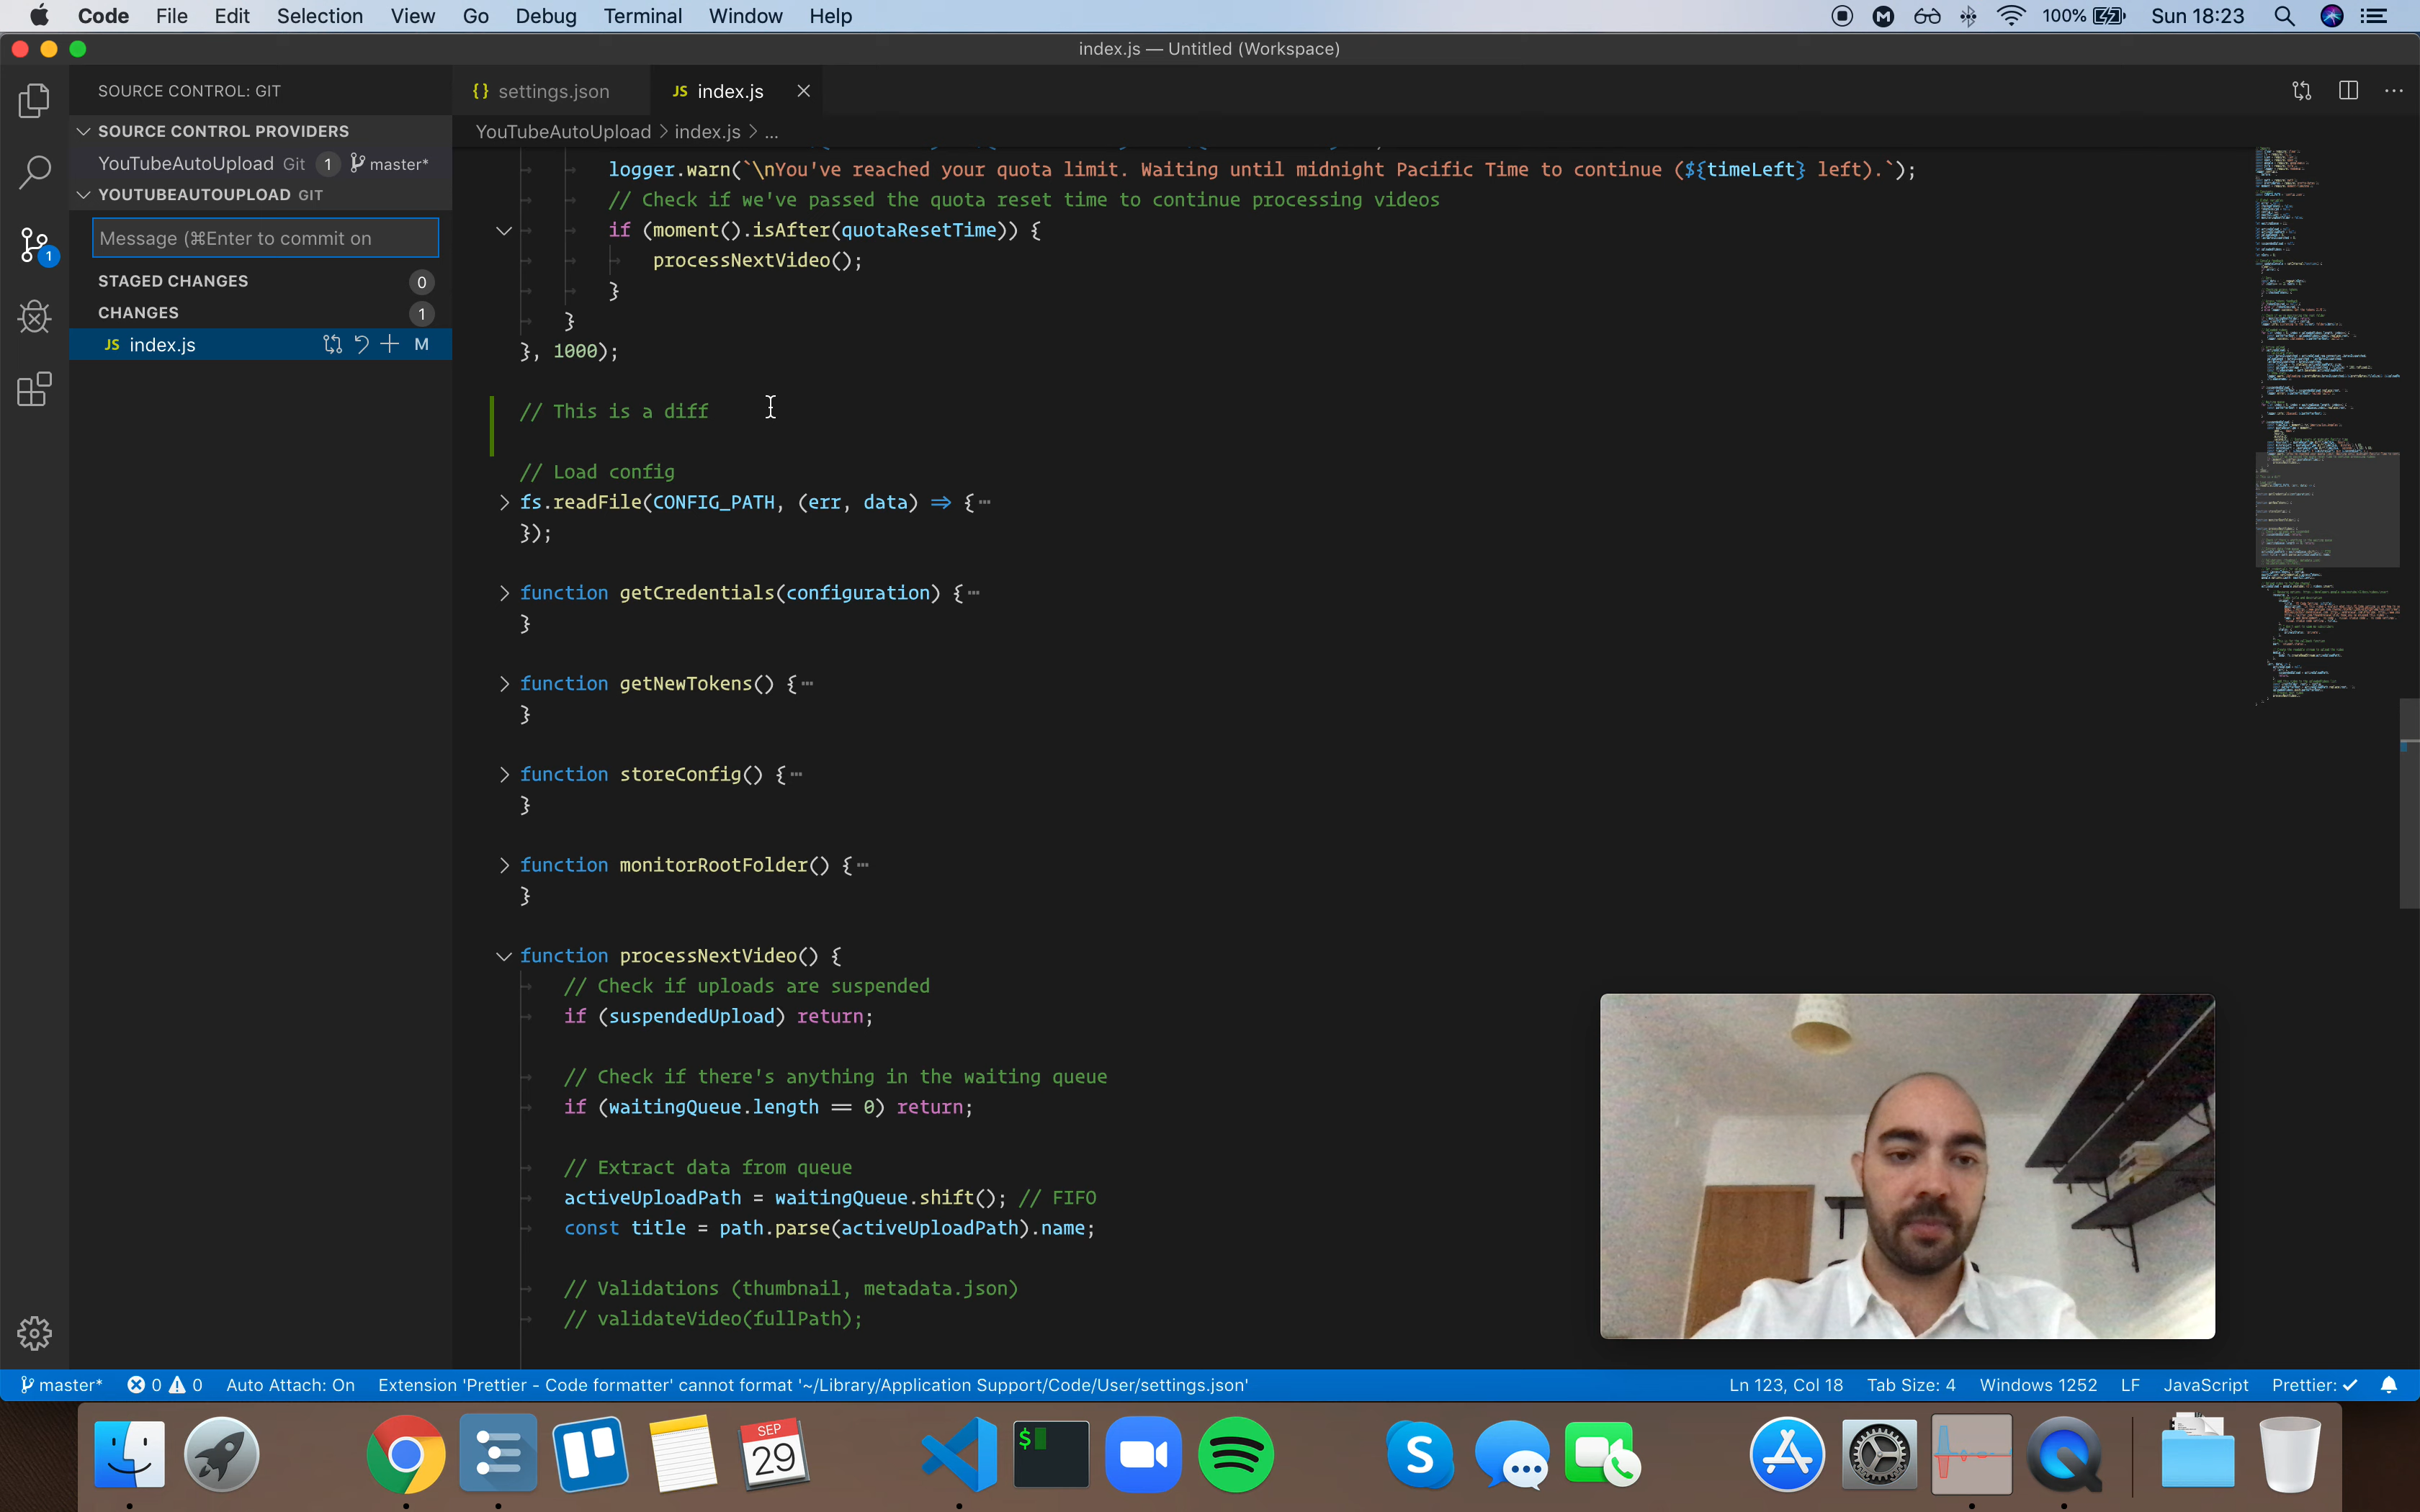 Code File Edit Selection View Go Debug Terminal Window Help
100% Sun 18:23
index.js — Untitled (Workspace)
SOURCE CONTROL: GIT
{} settings.json
JS index.js
SOURCE CONTROL PROVIDERS
YouTubeAutoUpload Git 1 master*
YOUTUBEAUTOUPLOAD GIT
Message (⌘Enter to commit on
STAGED CHANGES 0
CHANGES 1
JS index.js M
1
YouTubeAutoUpload > index.js > ...
logger.warn(`\nYou've reached your quota limit. Waiting until midnight Pacific Time to continue (${timeLeft} left).`);
// Check if we've passed the quota reset time to continue processing videos
if (moment().isAfter(quotaResetTime)) {
processNextVideo();
}
}
}, 1000);
// This is a diff
// Load config
fs.readFile(CONFIG_PATH, (err, data) => {…
});
function getCredentials(configuration) {…
}
function getNewTokens() {…
}
function storeConfig() {…
}
function monitorRootFolder() {…
}
function processNextVideo() {
// Check if uploads are suspended
if (suspendedUpload) return;
// Check if there's anything in the waiting queue
if (waitingQueue.length == 0) return;
// Extract data from queue
activeUploadPath = waitingQueue.shift(); // FIFO
const title = path.parse(activeUploadPath).name;
// Validations (thumbnail, metadata.json)
// validateVideo(fullPath);
master* 0 0 Auto Attach: On Extension 'Prettier - Code formatter' cannot format '~/Library/Application Support/Code/User/settings.json'
Ln 123, Col 18 Tab Size: 4 Windows 1252 LF JavaScript Prettier: ✓
SEP
29
$